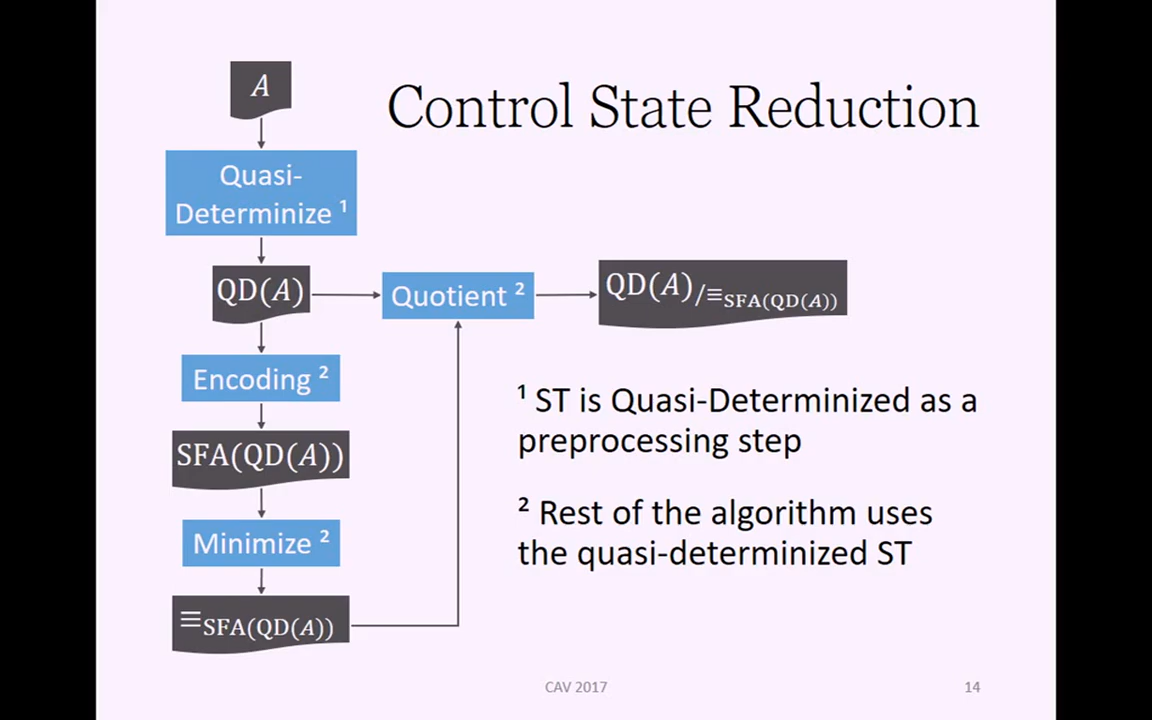 Control State Reduction
A
Quasi-
Determinize ¹
QD(A)
Quotient ²
QD(A)/≡SFA(QD(A))
Encoding ²
SFA(QD(A))
Minimize ²
≡SFA(QD(A))
¹ ST is Quasi-Determinized as a
preprocessing step
² Rest of the algorithm uses
the quasi-determinized ST
CAV 2017
14